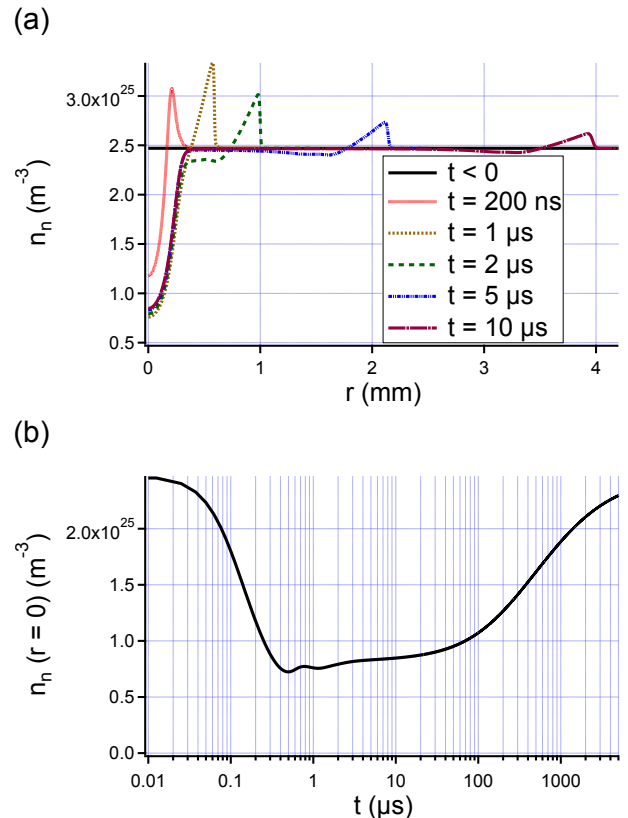 (a)
3.0x10^25
2.5
2.0
1.5
1.0
0.5
n_n (m^-3)
t < 0
t = 200 ns
t = 1 µs
t = 2 µs
t = 5 µs
t = 10 µs
0 1 2 3 4
r (mm)
(b)
2.0x10^25
1.5
1.0
0.5
0.0
n_n (r = 0) (m^-3)
0.01 0.1 1 10 100 1000
t (µs)